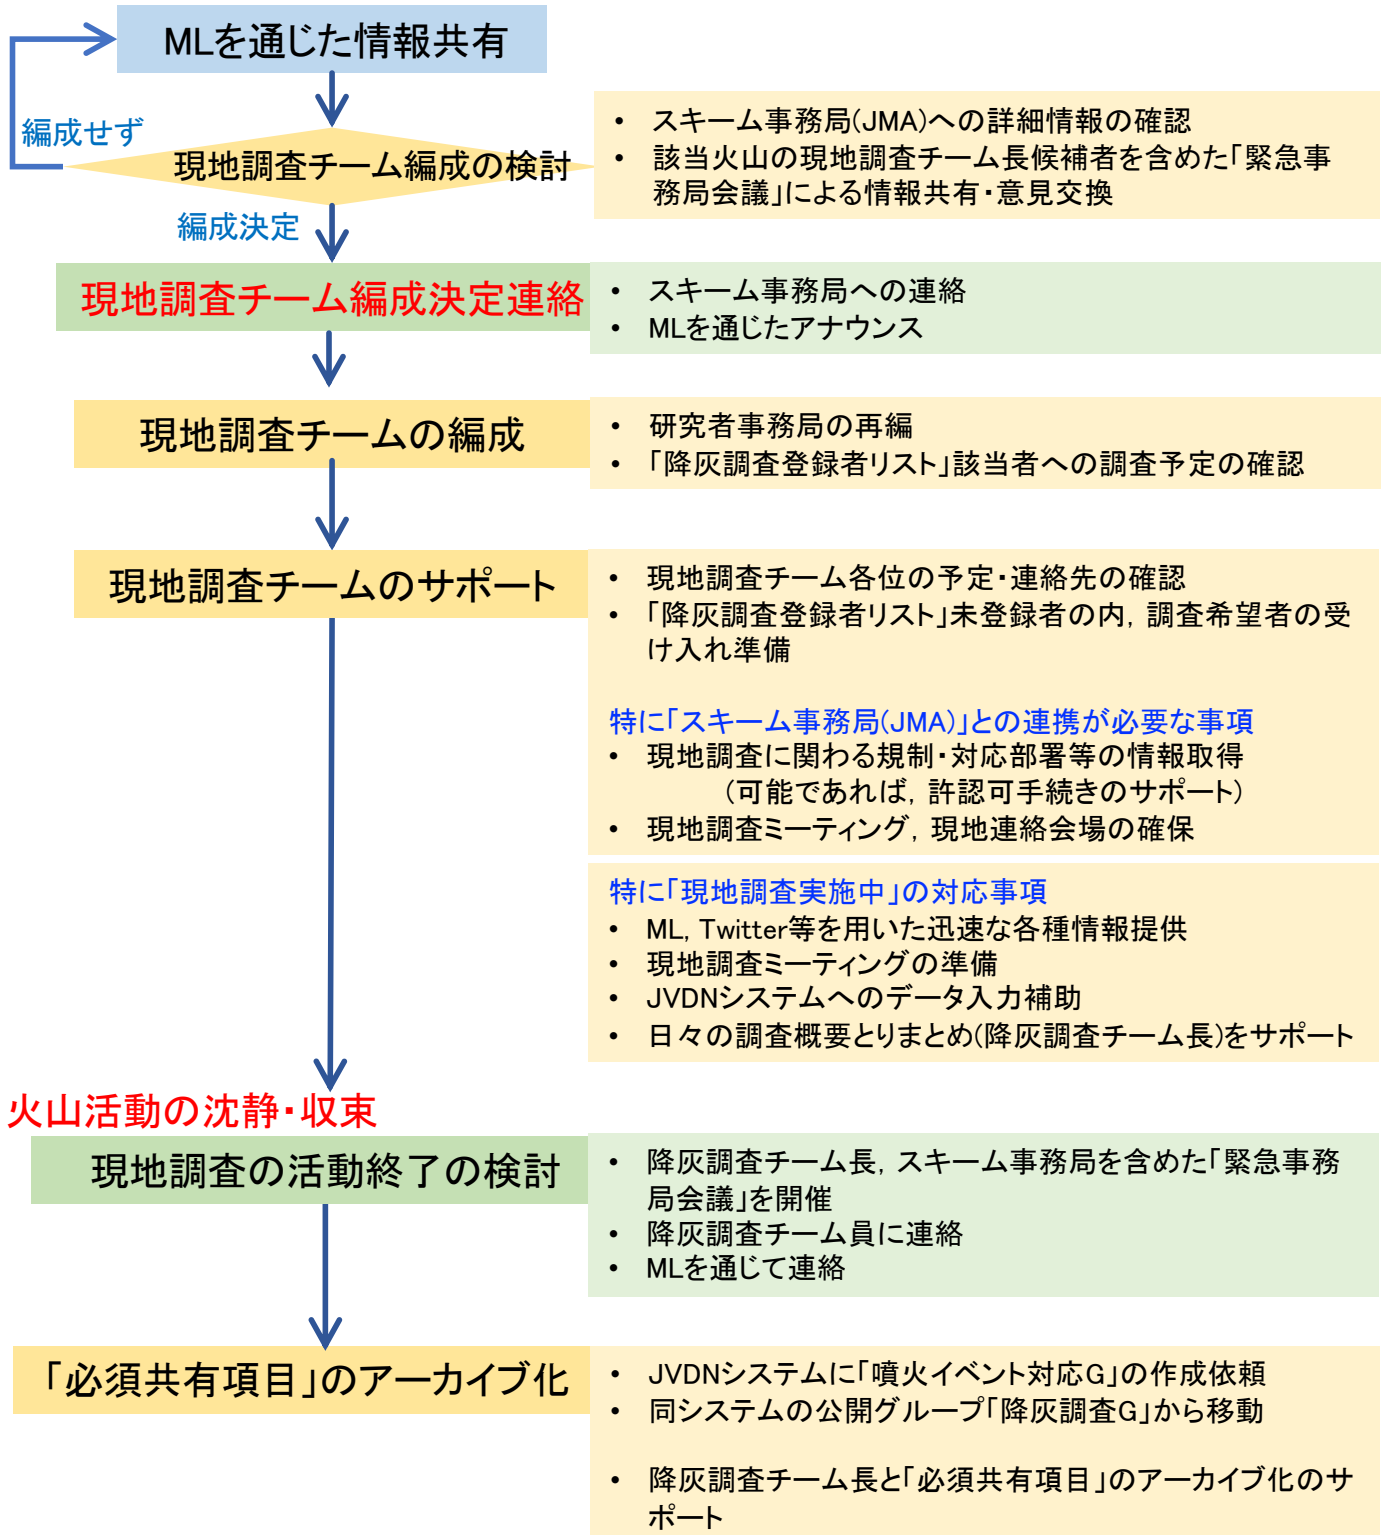 MLを通じた情報共有
編成せず
現地調査チーム編成の検討
• スキーム事務局(JMA)への詳細情報の確認
• 該当火山の現地調査チーム長候補者を含めた「緊急事
務局会議」による情報共有・意見交換
編成決定
現地調査チーム編成決定連絡
• スキーム事務局への連絡
• MLを通じたアナウンス
現地調査チームの編成
• 研究者事務局の再編
• 「降灰調査登録者リスト」該当者への調査予定の確認
現地調査チームのサポート
• 現地調査チーム各位の予定・連絡先の確認
• 「降灰調査登録者リスト」未登録者の内，調査希望者の受
け入れ準備
特に「スキーム事務局(JMA)」との連携が必要な事項
• 現地調査に関わる規制・対応部署等の情報取得
（可能であれば，許認可手続きのサポート）
• 現地調査ミーティング，現地連絡会場の確保
特に「現地調査実施中」の対応事項
• ML, Twitter等を用いた迅速な各種情報提供
• 現地調査ミーティングの準備
• JVDNシステムへのデータ入力補助
• 日々の調査概要とりまとめ(降灰調査チーム長)をサポート
火山活動の沈静・収束
現地調査の活動終了の検討
• 降灰調査チーム長，スキーム事務局を含めた「緊急事務
局会議」を開催
• 降灰調査チーム員に連絡
• MLを通じて連絡
「必須共有項目」のアーカイブ化
• JVDNシステムに「噴火イベント対応G」の作成依頼
• 同システムの公開グループ「降灰調査G」から移動
• 降灰調査チーム長と「必須共有項目」のアーカイブ化のサ
ポート